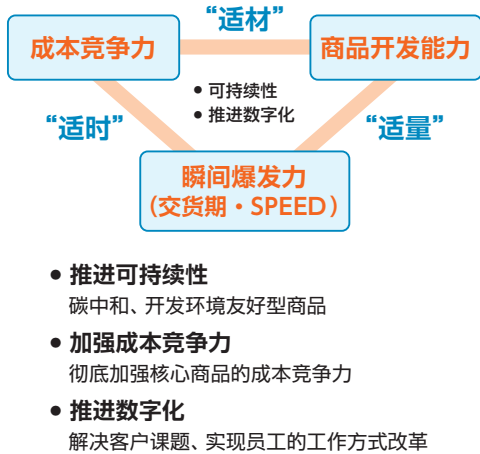 “适材”
成本竞争力
商品开发能力
• 可持续性
• 推进数字化
“适时”
“适量”
瞬间爆发力
（交货期・SPEED）
• 推进可持续性
碳中和、开发环境友好型商品
• 加强成本竞争力
彻底加强核心商品的成本竞争力
• 推进数字化
解决客户课题、实现员工的工作方式改革